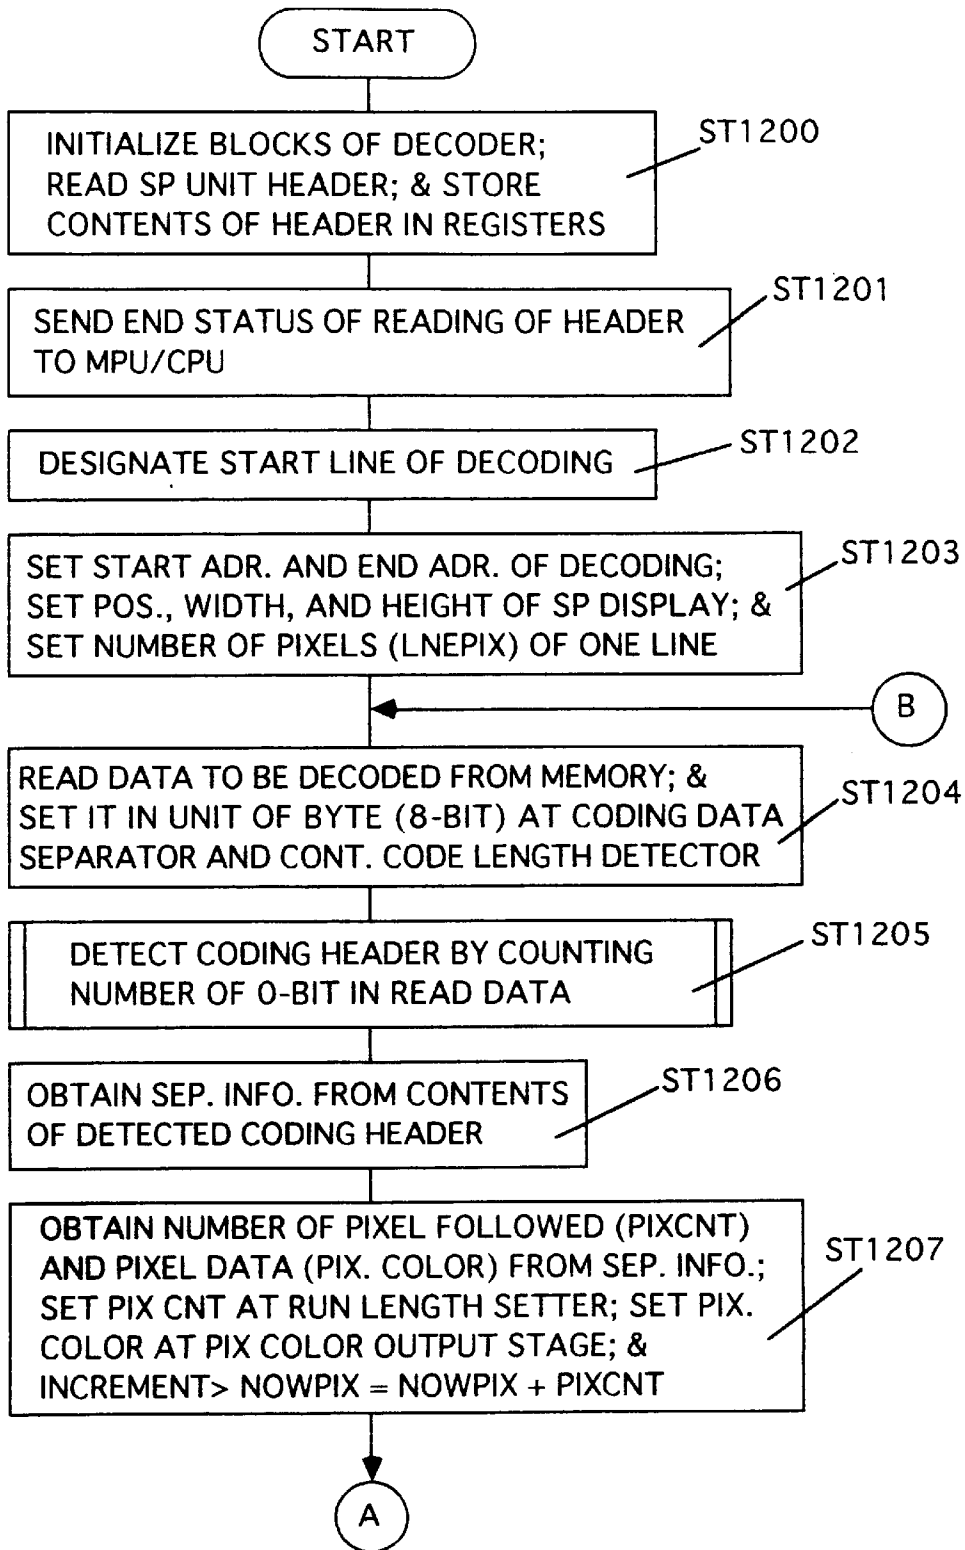 START
INITIALIZE BLOCKS OF DECODER;
READ SP UNIT HEADER; & STORE
CONTENTS OF HEADER IN REGISTERS
ST1200
SEND END STATUS OF READING OF HEADER
TO MPU/CPU
ST1201
DESIGNATE START LINE OF DECODING
ST1202
SET START ADR. AND END ADR. OF DECODING;
SET POS., WIDTH, AND HEIGHT OF SP DISPLAY; &
SET NUMBER OF PIXELS (LNEPIX) OF ONE LINE
ST1203
B
READ DATA TO BE DECODED FROM MEMORY; &
SET IT IN UNIT OF BYTE (8-BIT) AT CODING DATA
SEPARATOR AND CONT. CODE LENGTH DETECTOR
ST1204
DETECT CODING HEADER BY COUNTING
NUMBER OF 0-BIT IN READ DATA
ST1205
OBTAIN SEP. INFO. FROM CONTENTS
OF DETECTED CODING HEADER
ST1206
OBTAIN NUMBER OF PIXEL FOLLOWED (PIXCNT)
AND PIXEL DATA (PIX. COLOR) FROM SEP. INFO.;
SET PIX CNT AT RUN LENGTH SETTER; SET PIX.
COLOR AT PIX COLOR OUTPUT STAGE; &
INCREMENT> NOWPIX = NOWPIX + PIXCNT
ST1207
A